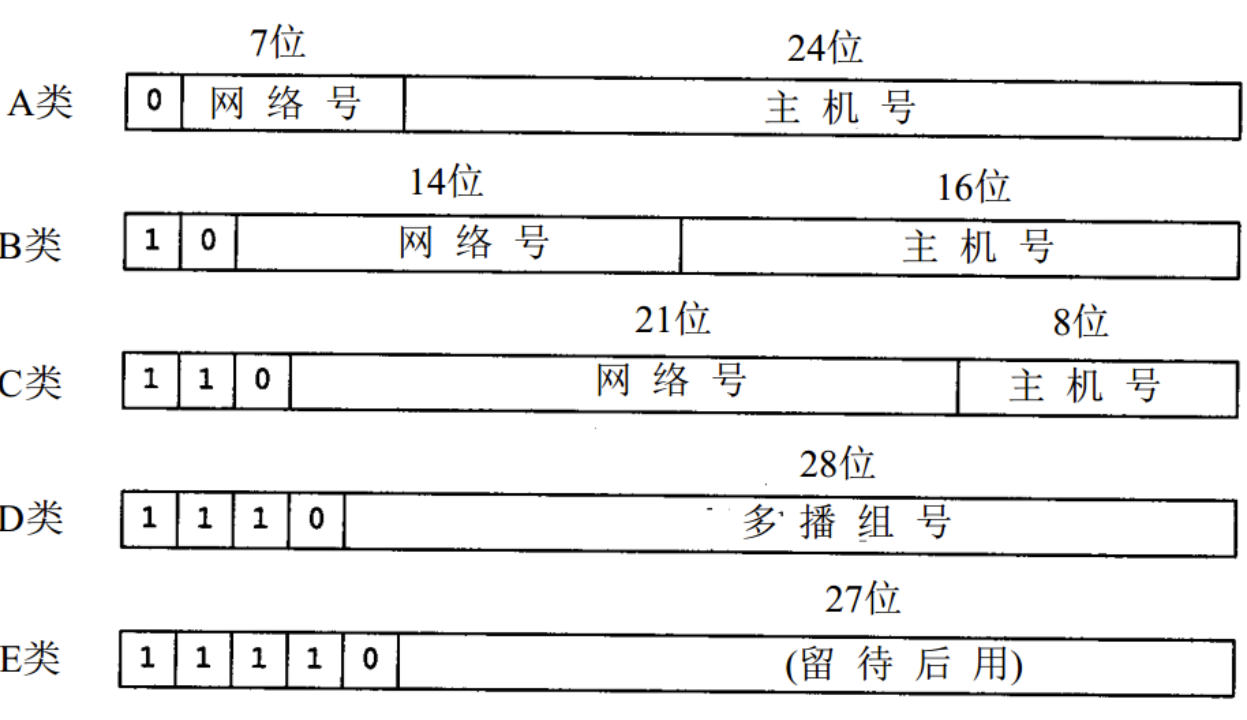 7位 24位
A类 0 网 络 号 主 机 号
14位 16位
B类 1 0 网 络 号 主 机 号
21位 8位
C类 1 1 0 网 络 号 主 机 号
28位
D类 1 1 1 0 多 播 组 号
27位
E类 1 1 1 1 0 (留 待 后 用)